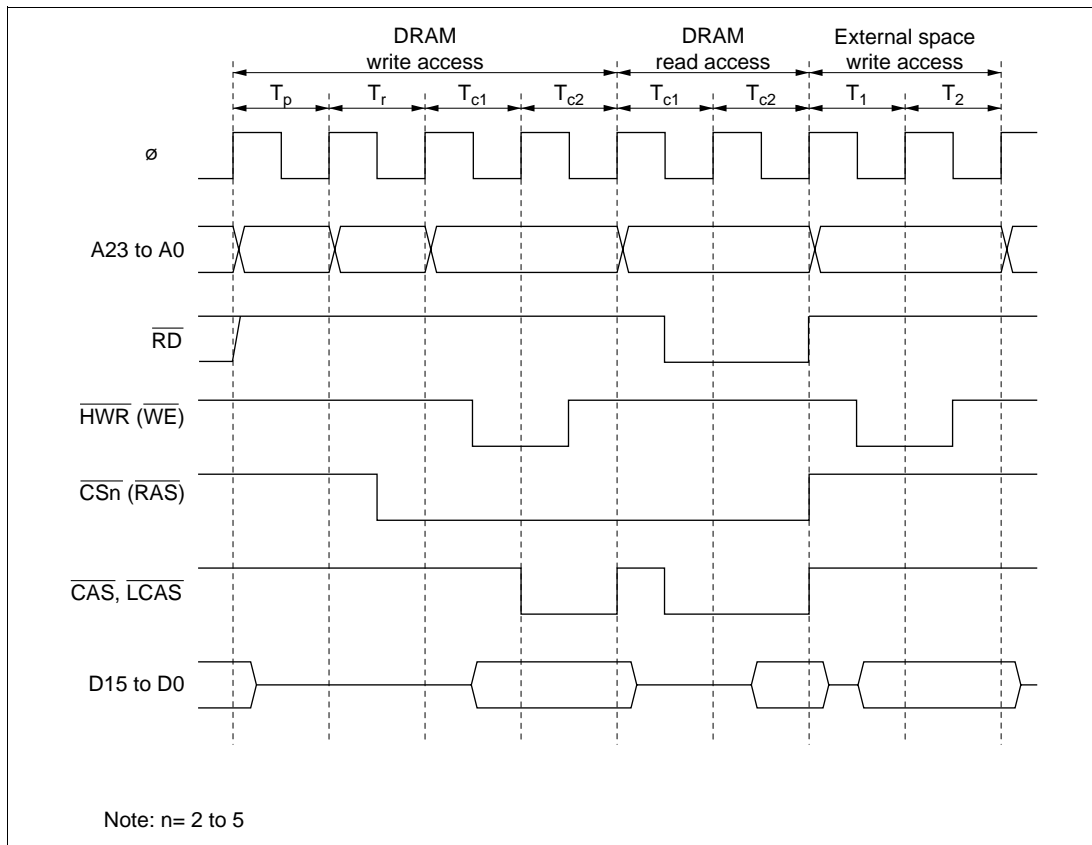 DRAM
write access
DRAM
read access
External space
write access
Tp Tr Tc1 Tc2 Tc1 Tc2 T1 T2
ø
A23 to A0
RD
HWR (WE)
CSn (RAS)
CAS, LCAS
D15 to D0
Note: n= 2 to 5